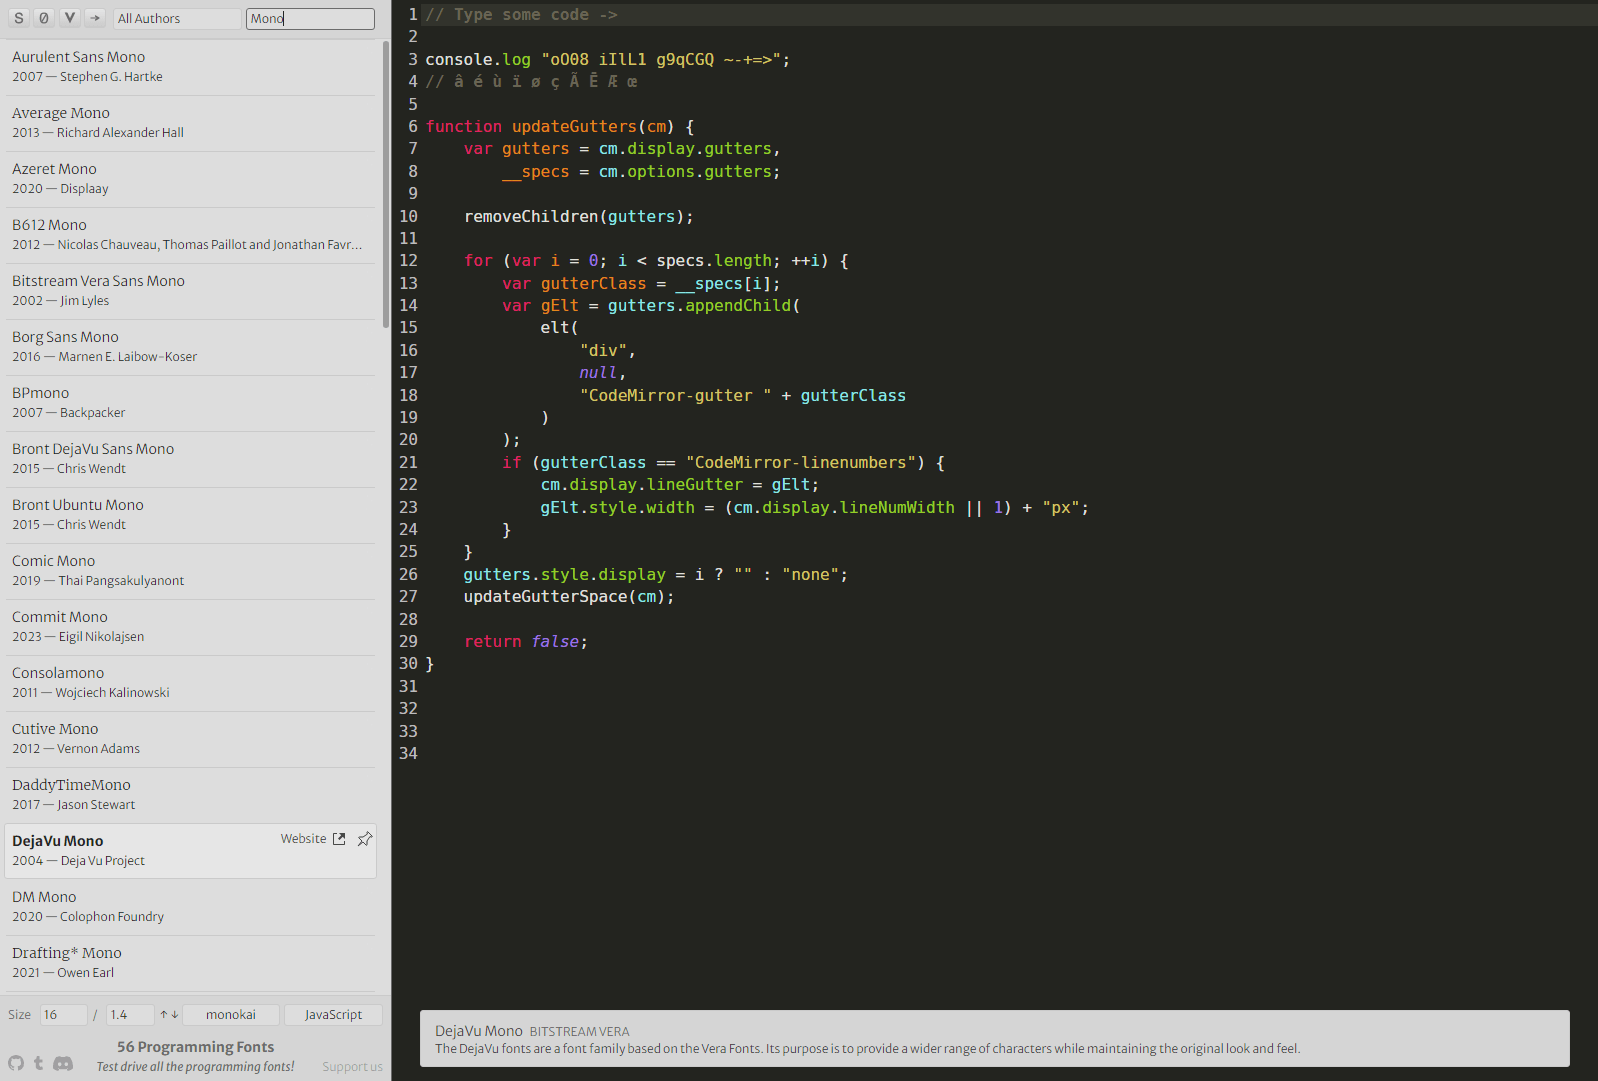 S Ø V → All Authors Mono
Aurulent Sans Mono
2007 — Stephen G. Hartke
Average Mono
2013 — Richard Alexander Hall
Azeret Mono
2020 — Displaay
B612 Mono
2012 — Nicolas Chauveau, Thomas Paillot and Jonathan Favr...
Bitstream Vera Sans Mono
2002 — Jim Lyles
Borg Sans Mono
2016 — Marnen E. Laibow-Koser
BPmono
2007 — Backpacker
Bront DejaVu Sans Mono
2015 — Chris Wendt
Bront Ubuntu Mono
2015 — Chris Wendt
Comic Mono
2019 — Thai Pangsakulyanont
Commit Mono
2023 — Eigil Nikolajsen
Consolamono
2011 — Wojciech Kalinowski
Cutive Mono
2012 — Vernon Adams
DaddyTimeMono
2017 — Jason Stewart
DejaVu Mono Website
2004 — Deja Vu Project
DM Mono
2020 — Colophon Foundry
Drafting* Mono
2021 — Owen Earl
Size 16 / 1.4 ↑↓ monokai JavaScript
56 Programming Fonts
Test drive all the programming fonts! Support us
1 // Type some code ->
2
3 console.log "oO08 iIlL1 g9qCGQ ~-+=>";
4 // â é ù ï ø ç Ã Ē Æ œ
5
6 function updateGutters(cm) {
7     var gutters = cm.display.gutters,
8         __specs = cm.options.gutters;
9
10     removeChildren(gutters);
11
12     for (var i = 0; i < specs.length; ++i) {
13         var gutterClass = __specs[i];
14         var gElt = gutters.appendChild(
15             elt(
16                 "div",
17                 null,
18                 "CodeMirror-gutter " + gutterClass
19             )
20         );
21         if (gutterClass == "CodeMirror-linenumbers") {
22             cm.display.lineGutter = gElt;
23             gElt.style.width = (cm.display.lineNumWidth || 1) + "px";
24         }
25     }
26     gutters.style.display = i ? "" : "none";
27     updateGutterSpace(cm);
28
29     return false;
30 }
31
32
33
34
DejaVu Mono BITSTREAM VERA
The DejaVu fonts are a font family based on the Vera Fonts. Its purpose is to provide a wider range of characters while maintaining the original look and feel.